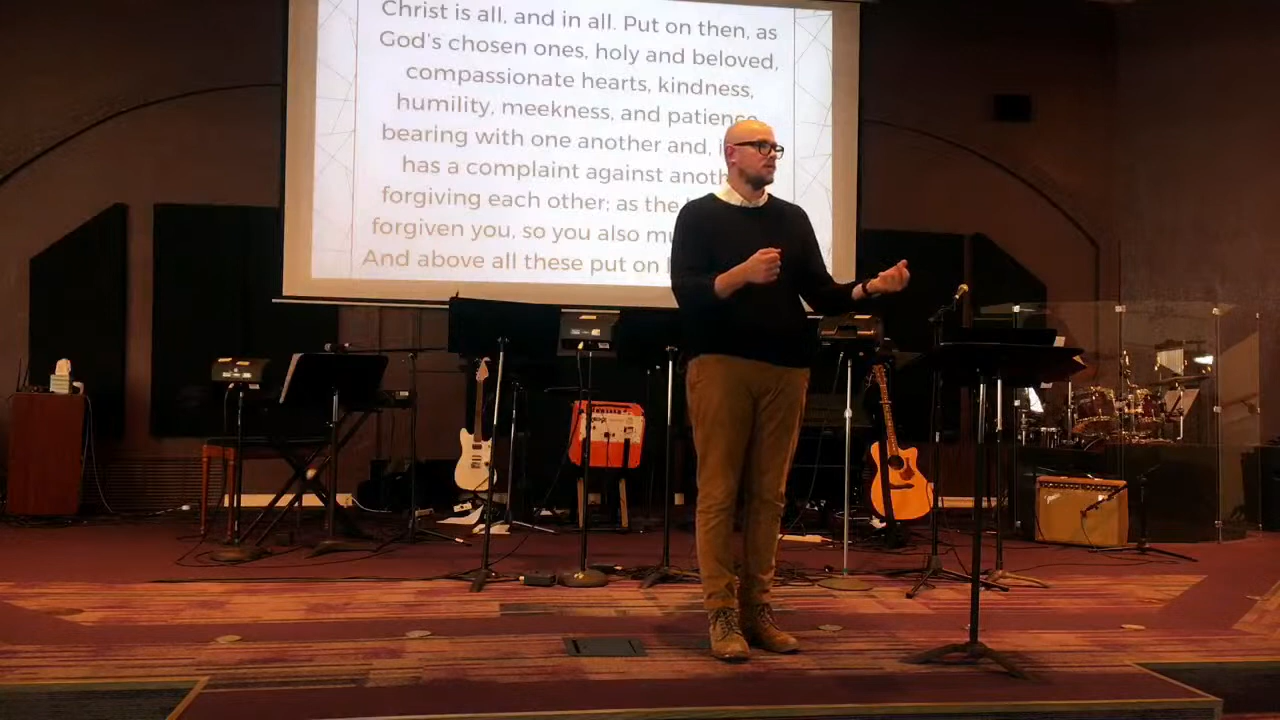 Christ is all, and in all. Put on then, as
God's chosen ones, holy and beloved,
compassionate hearts, kindness,
humility, meekness, and patience
bearing with one another and,
has a complaint against
forgiving each other; as the
forgiven you, so you also
And above all these put on